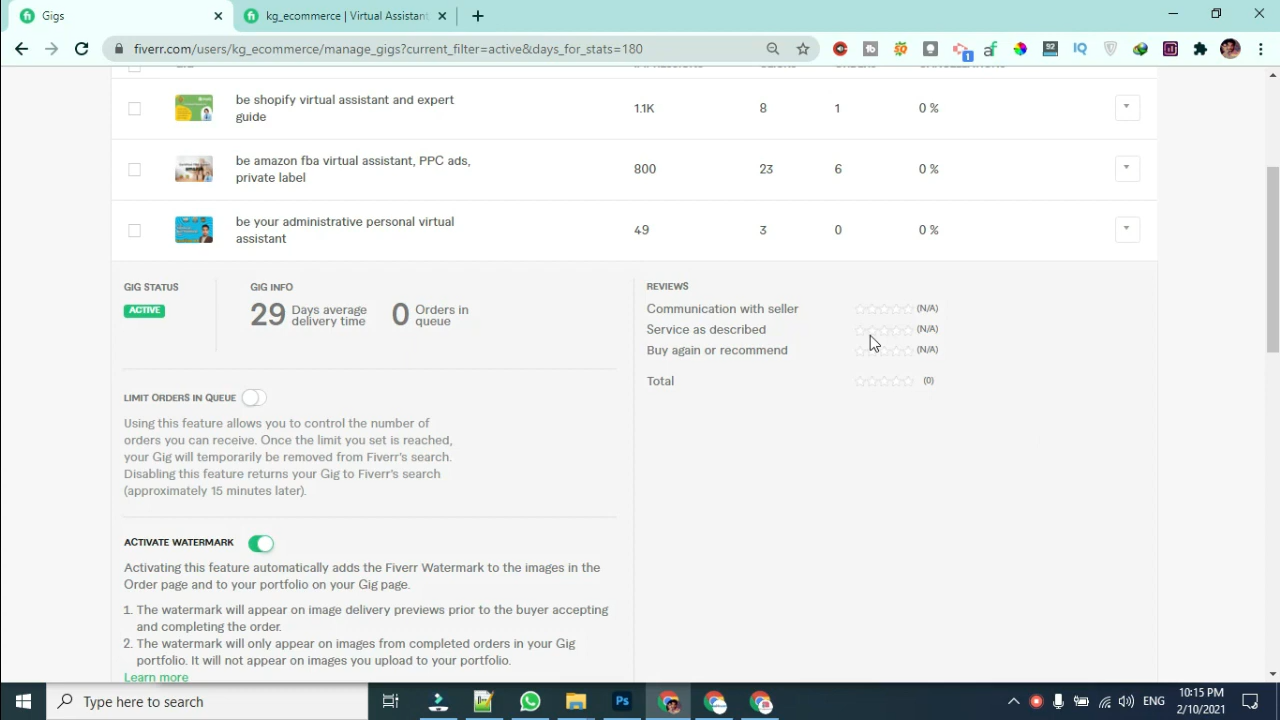 Gigs
kg_ecommerce | Virtual Assistant
fiverr.com/users/kg_ecommerce/manage_gigs?current_filter=active&days_for_stats=180
1
92
IQ
GIG
IMPRESSIONS
CLICKS
ORDERS
CANCELLATIONS
be shopify virtual assistant and expert
guide
1.1K
8
1
0 %
be amazon fba virtual assistant, PPC ads,
private label
800
23
6
0 %
be your administrative personal virtual
assistant
49
3
0
0 %
GIG STATUS
ACTIVE
GIG INFO
29 Days average
delivery time
0 Orders in
queue
REVIEWS
Communication with seller (N/A)
Service as described (N/A)
Buy again or recommend (N/A)
Total (0)
LIMIT ORDERS IN QUEUE
Using this feature allows you to control the number of
orders you can receive. Once the limit you set is reached,
your Gig will temporarily be removed from Fiverr's search.
Disabling this feature returns your Gig to Fiverr's search
(approximately 15 minutes later).
ACTIVATE WATERMARK
Activating this feature automatically adds the Fiverr Watermark to the images in the
Order page and to your portfolio on your Gig page.
1. The watermark will appear on image delivery previews prior to the buyer accepting
and completing the order.
2. The watermark will only appear on images from completed orders in your Gig
portfolio. It will not appear on images you upload to your portfolio.
Learn more
Type here to search
Ps
ENG
10:15 PM
2/10/2021